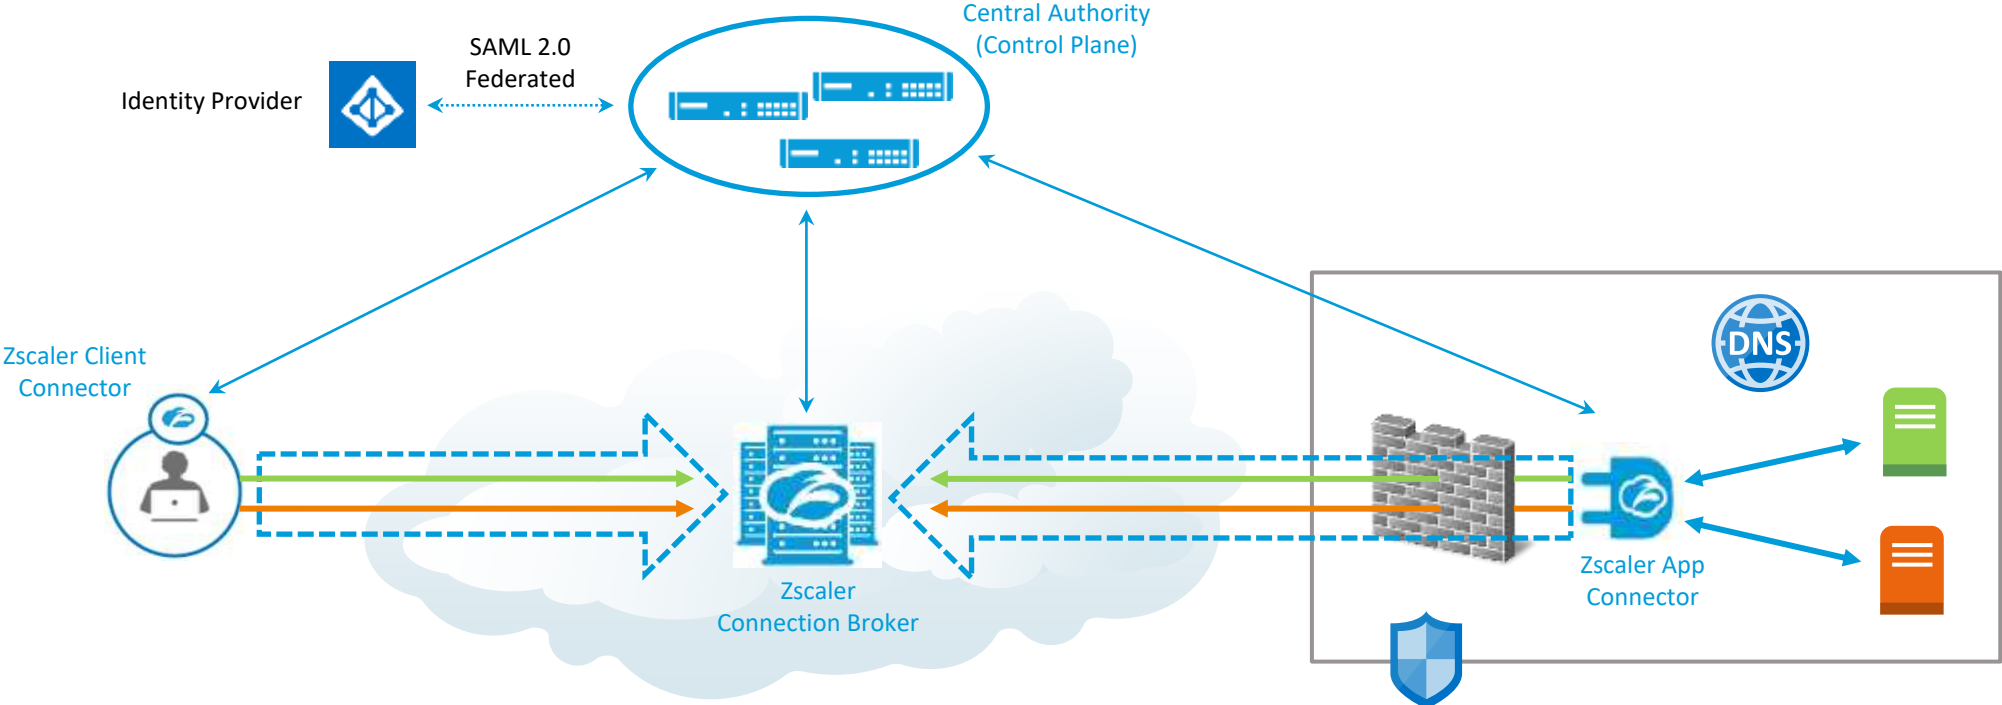 Central Authority
(Control Plane)
SAML 2.0
Federated
Identity Provider
Zscaler Client
Connector
DNS
Zscaler App
Connector
Zscaler
Connection Broker